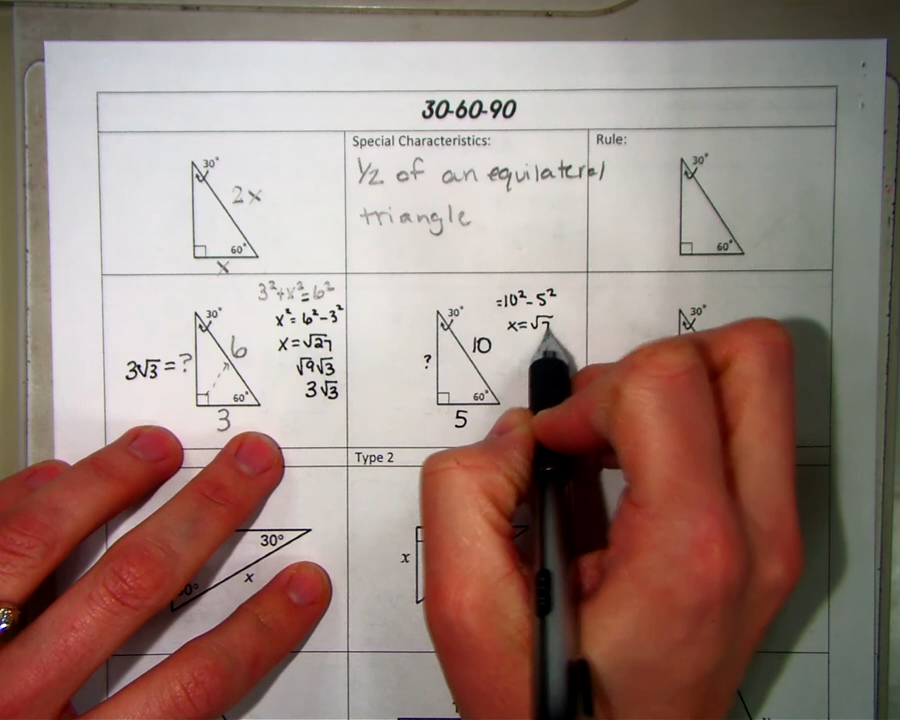 30-60-90
30°
2x
60°
x
Special Characteristics:
1/2 of an equilateral
triangle
Rule:
30°
60°
3²+x²=6²
x²=6²-3²
x=√27
√9√3
3√3
30°
6
3√3=?
60°
3
=10²-5²
x=√7
30°
10
?
60°
5
30°
Type 2
30°
x
x